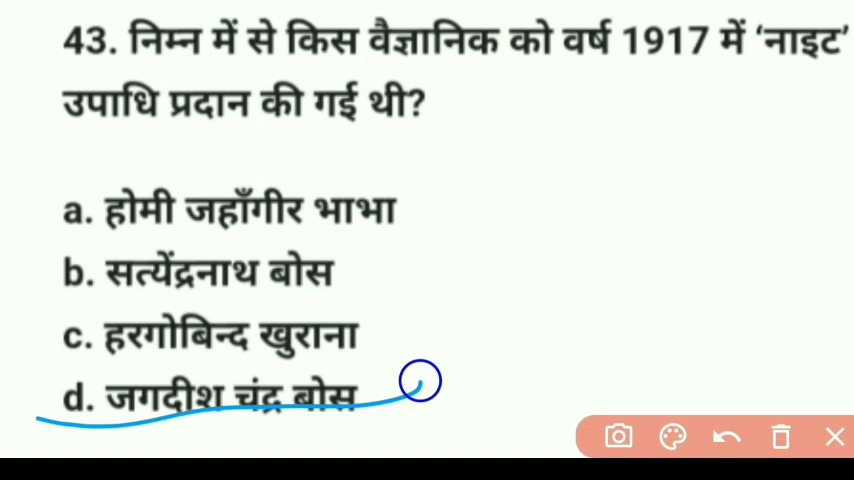 43. निम्न में से किस वैज्ञानिक को वर्ष 1917 में ‘नाइट’
उपाधि प्रदान की गई थी?
a. होमी जहाँगीर भाभा
b. सत्येंद्रनाथ बोस
c. हरगोबिन्द खुराना
d. जगदीश चंद्र बोस